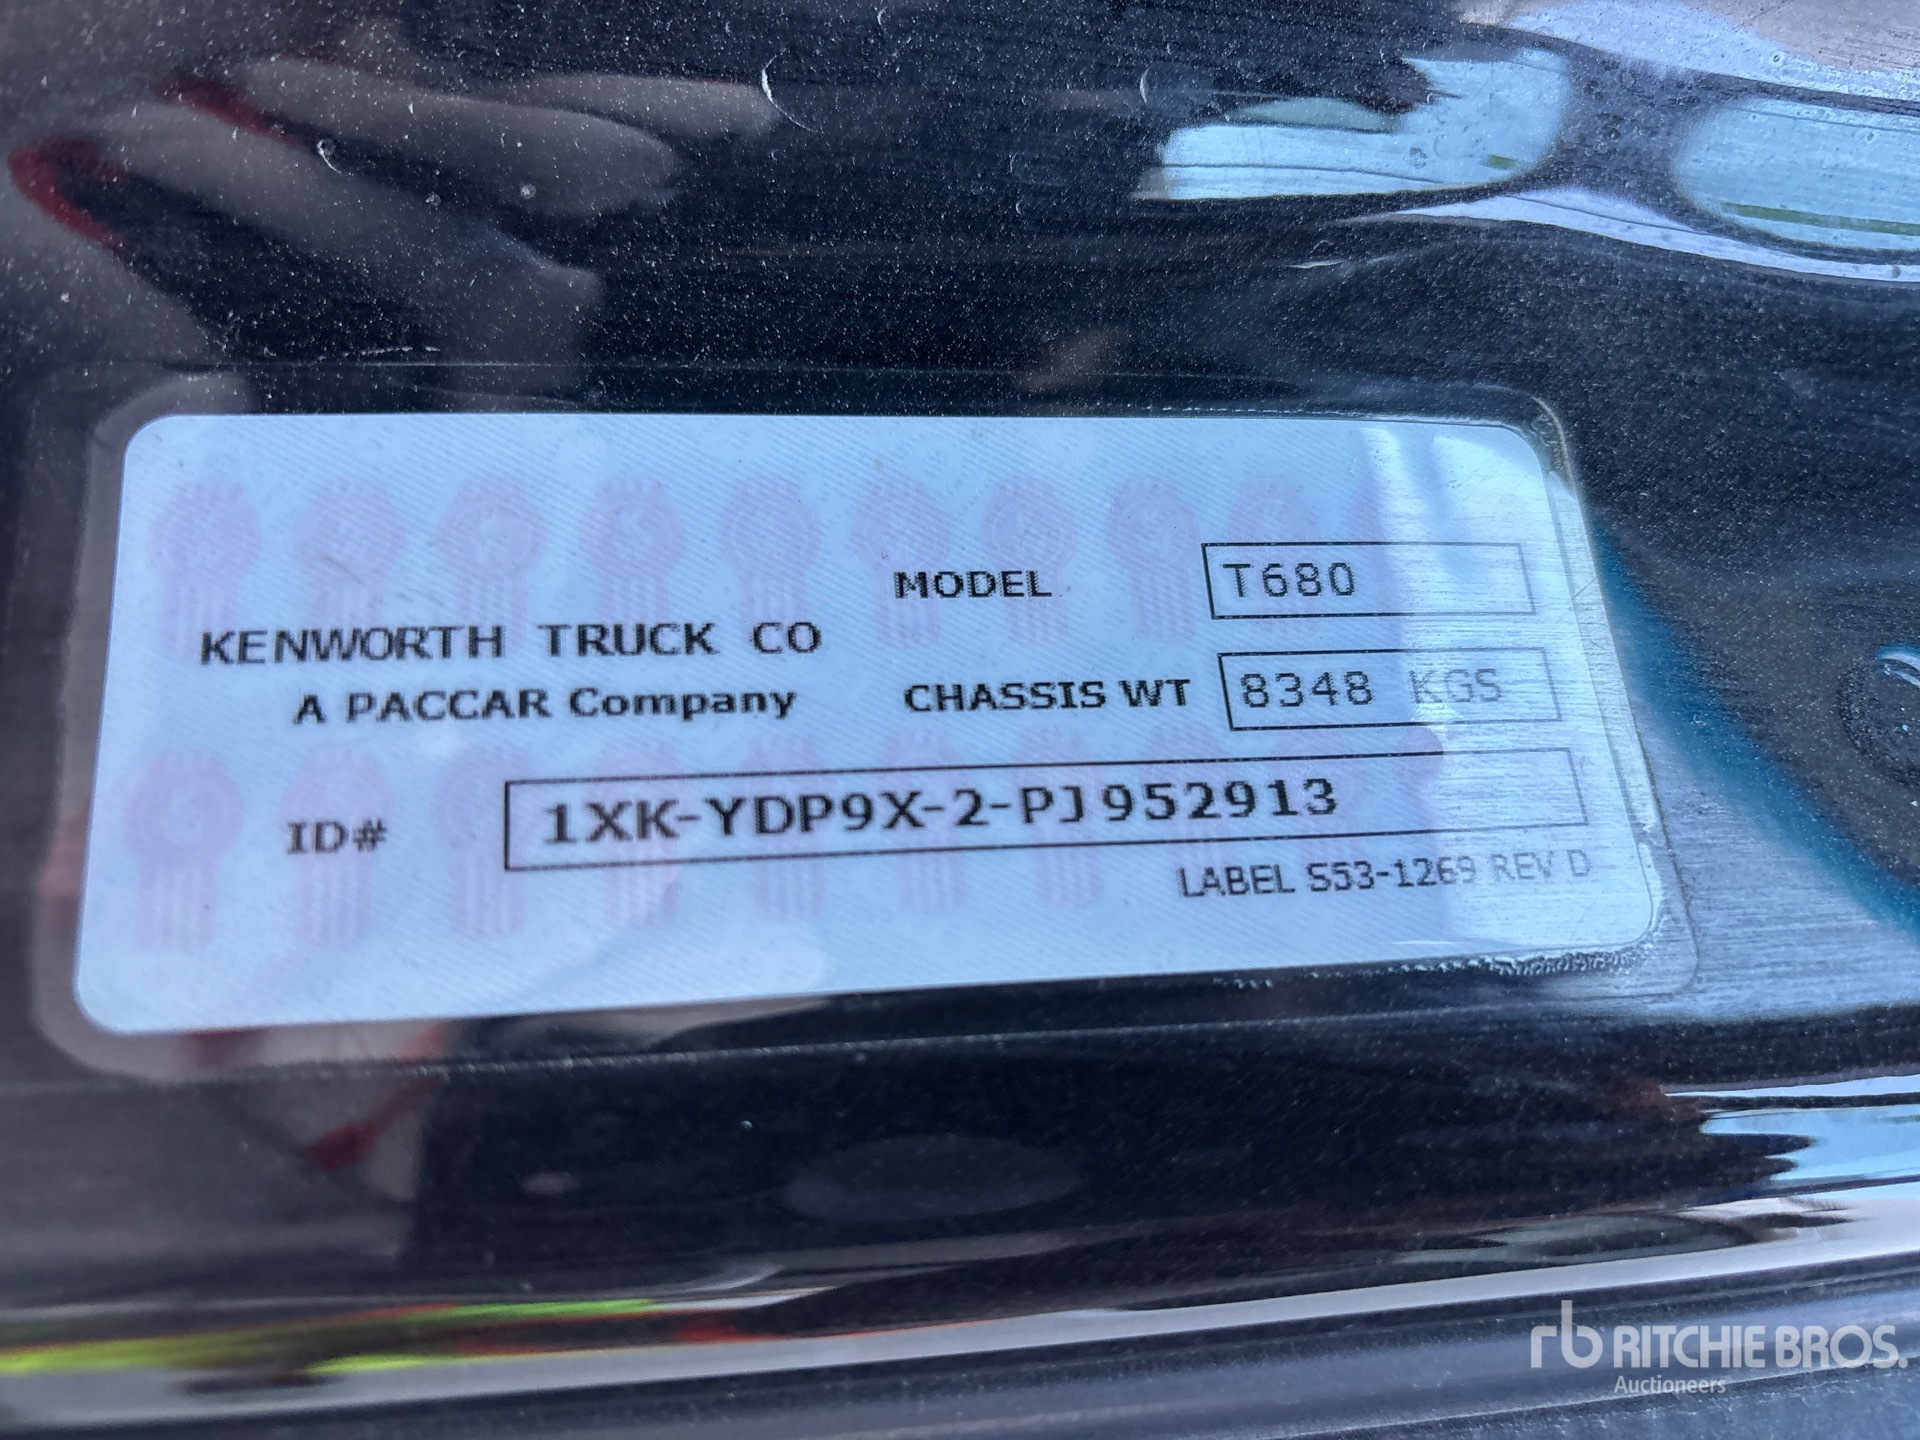 MODEL T680
KENWORTH TRUCK CO
A PACCAR Company
CHASSIS WT 8348 KGS
ID# 1XK-YDP9X-2-PJ952913
LABEL S53-1269 REV D
rb RITCHIE BROS.
Auctioneers